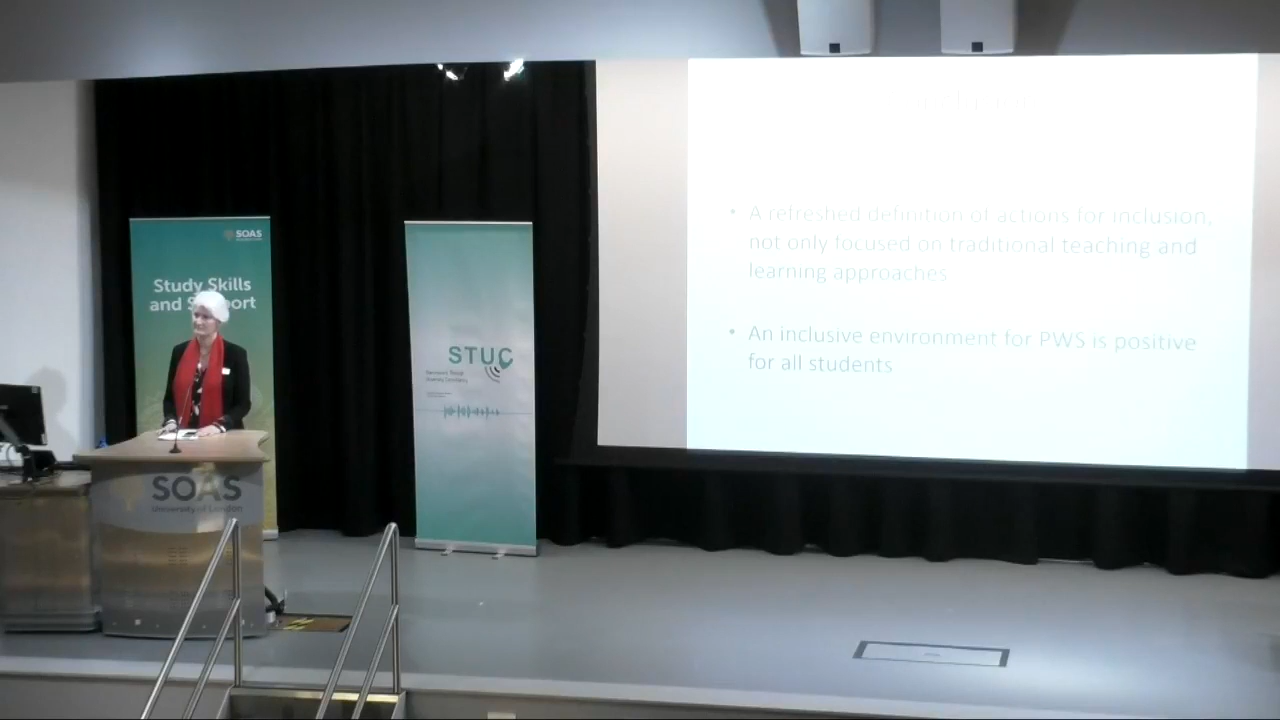 SOAS
Study Skills
and S port
STUC
SOAS
University of London
• A refreshed definition of actions for inclusion,
not only focused on traditional teaching and
learning approaches
• An inclusive environment for PWS is positive
for all students